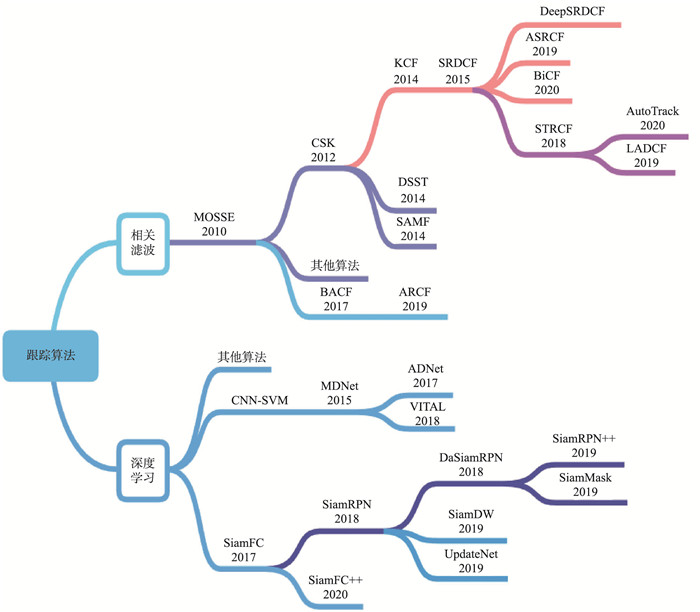 跟踪算法
相关
滤波
MOSSE
2010
CSK
2012
KCF
2014
SRDCF
2015
DeepSRDCF
ASRCF
2019
BiCF
2020
STRCF
2018
AutoTrack
2020
LADCF
2019
DSST
2014
SAMF
2014
其他算法
BACF
2017
ARCF
2019
深度
学习
其他算法
CNN-SVM
MDNet
2015
ADNet
2017
VITAL
2018
SiamFC
2017
SiamRPN
2018
DaSiamRPN
2018
SiamRPN++
2019
SiamMask
2019
SiamDW
2019
UpdateNet
2019
SiamFC++
2020